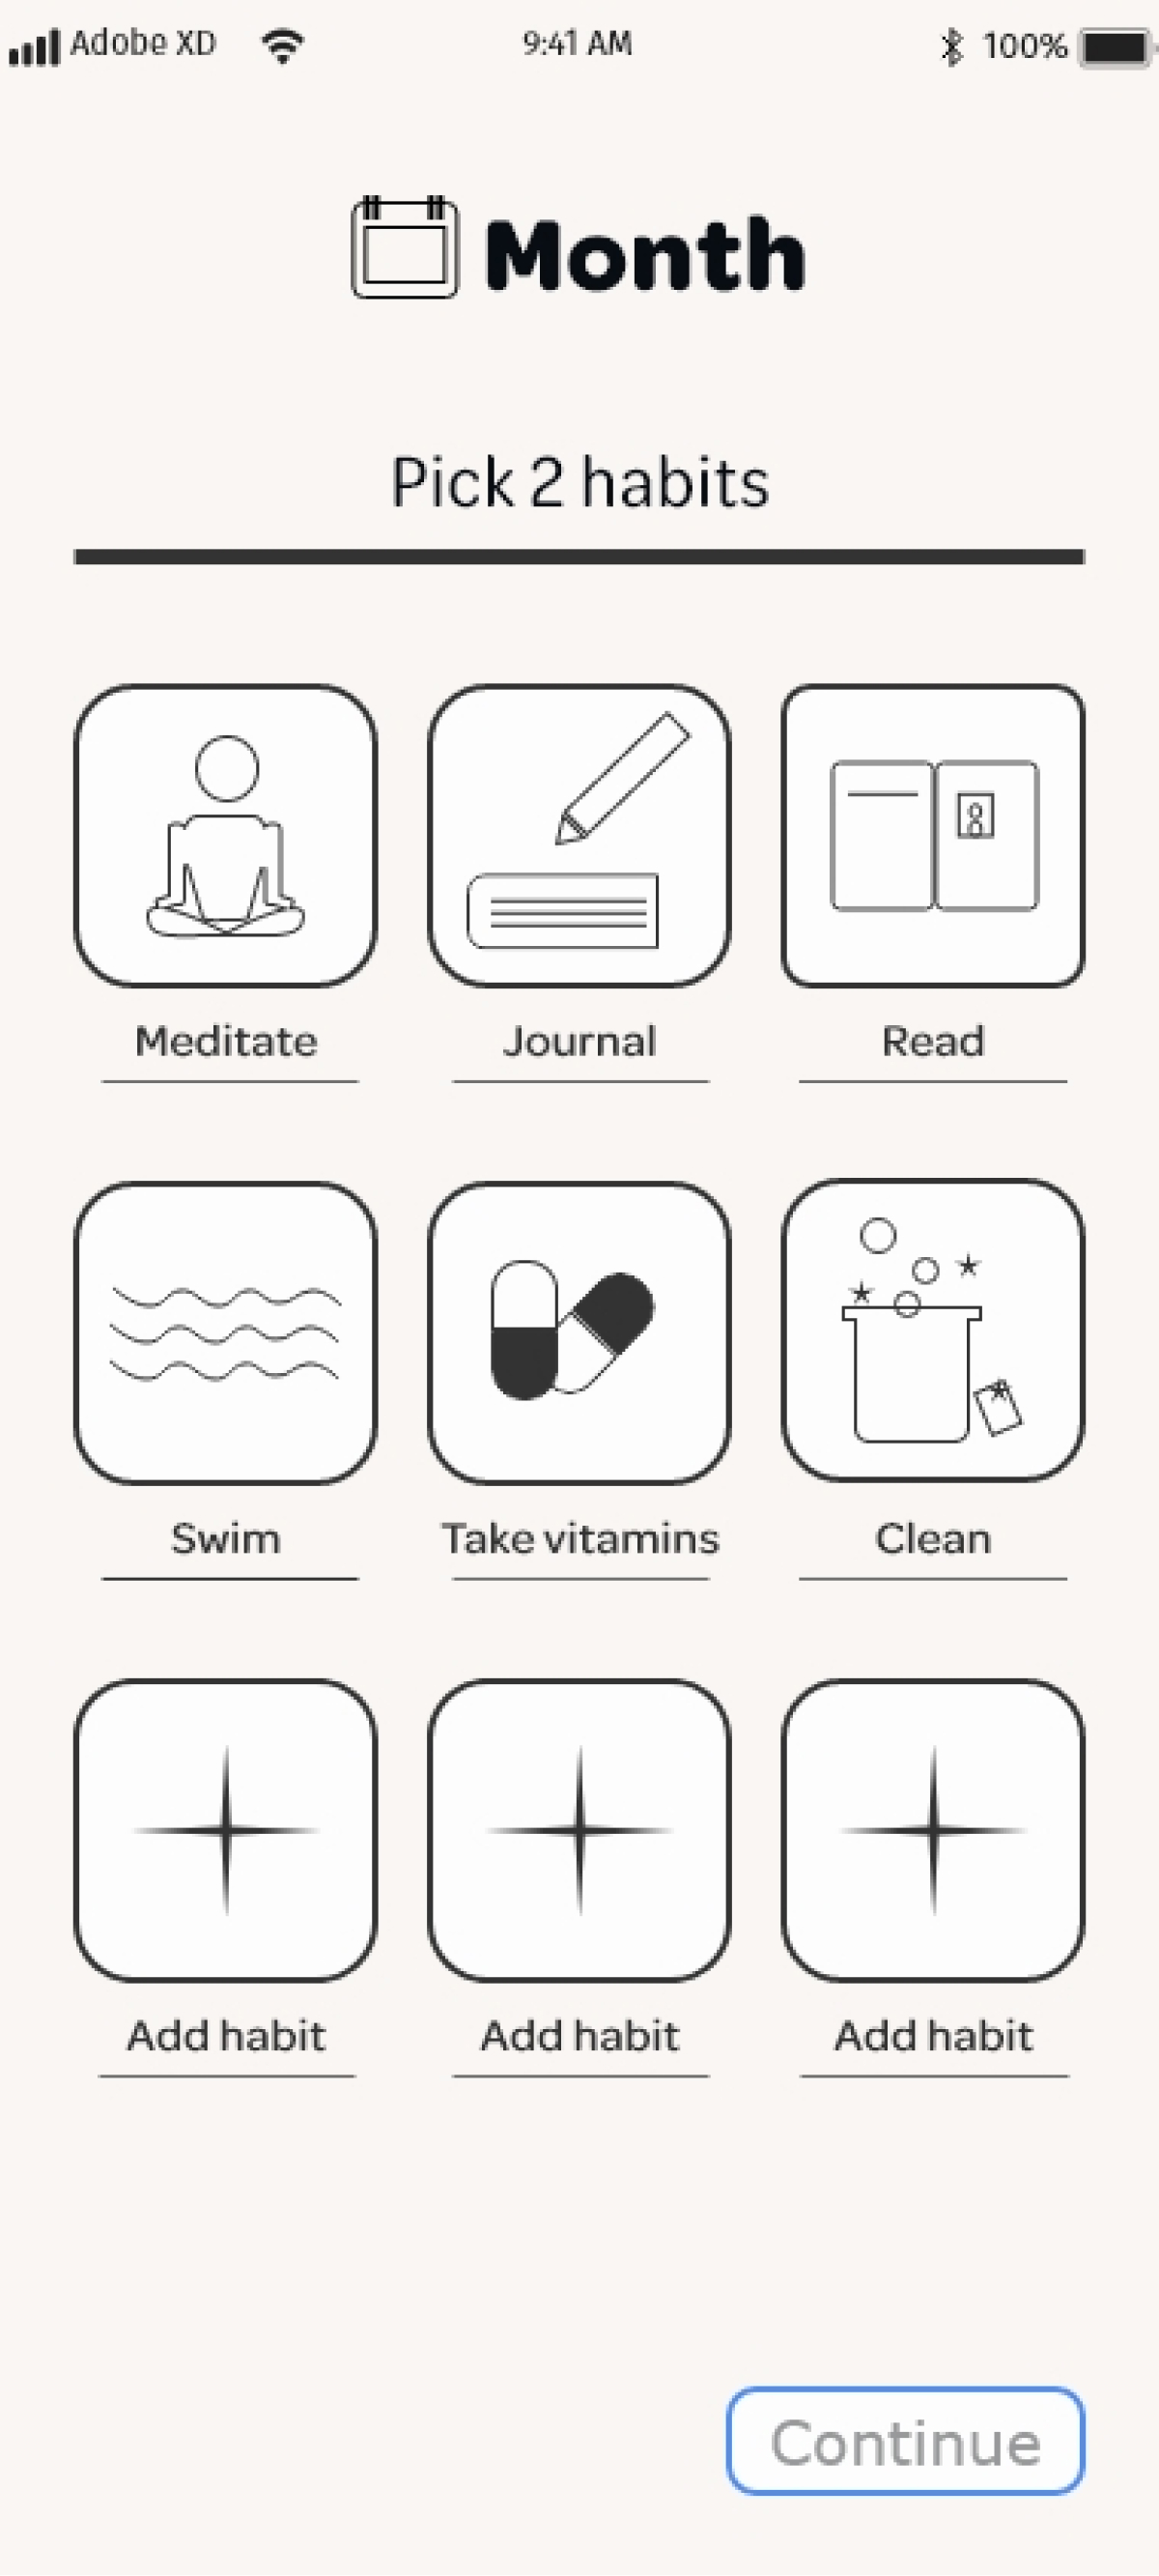 Adobe XD 9:41 AM 100%
Month
Pick 2 habits
Meditate Journal Read
Swim Take vitamins Clean
Add habit Add habit Add habit
Continue